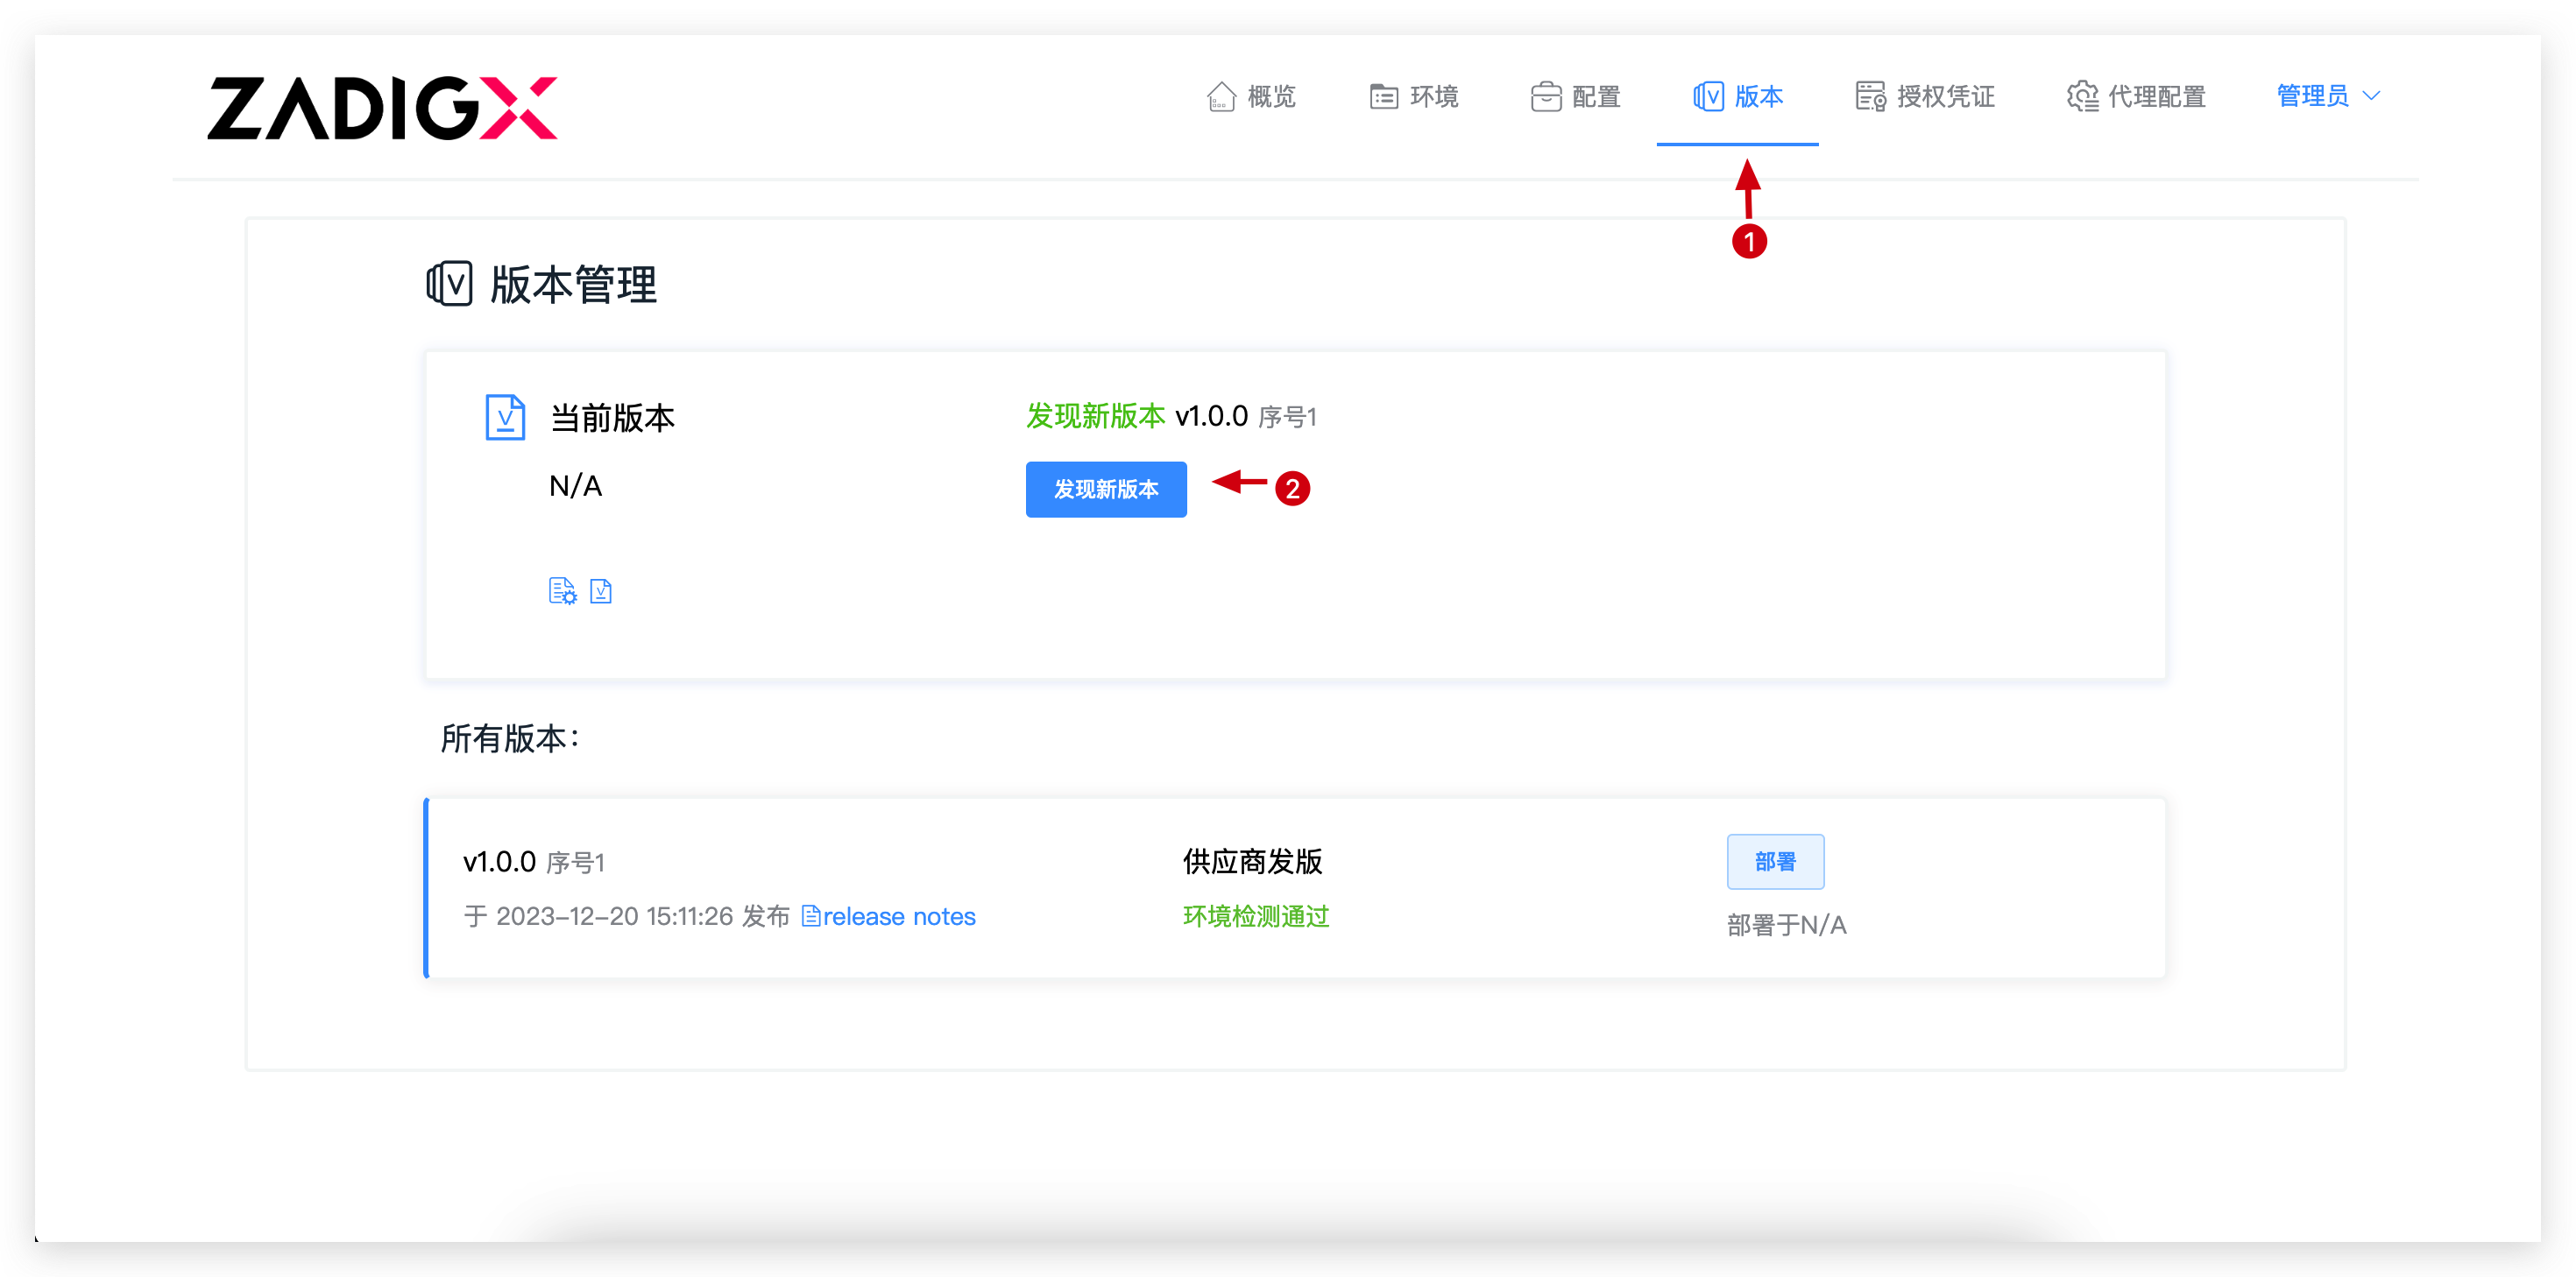 ZADIGX
概览 环境 配置 版本 授权凭证 代理配置 管理员
1
版本管理
当前版本 发现新版本 v1.0.0 序号1
N/A 发现新版本 2
所有版本：
v1.0.0 序号1 供应商发版 部署
于 2023-12-20 15:11:26 发布 release notes 环境检测通过 部署于N/A